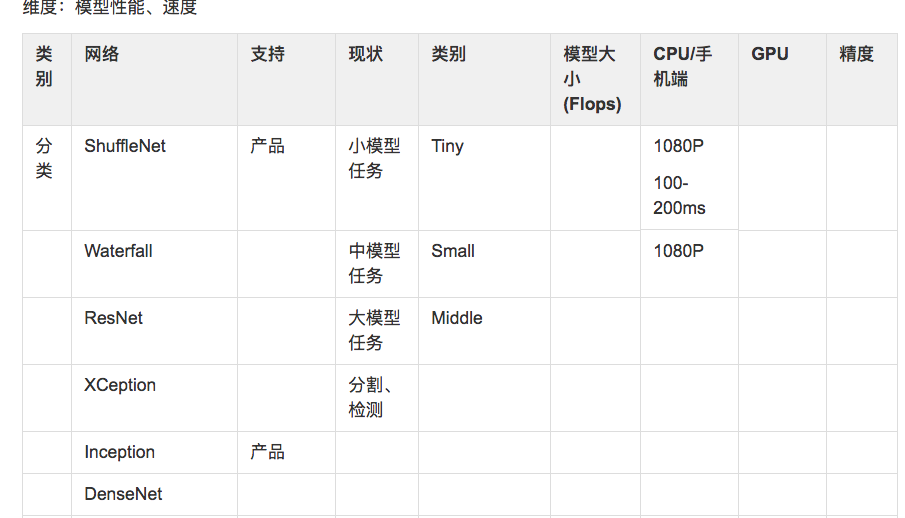 维度：模型性能、速度
类别 网络 支持 现状 类别 模型大小(Flops) CPU/手机端 GPU 精度
分类 ShuffleNet 产品 小模型任务 Tiny 1080P 100-200ms
Waterfall 中模型任务 Small 1080P
ResNet 大模型任务 Middle
XCeption 分割、检测
Inception 产品
DenseNet